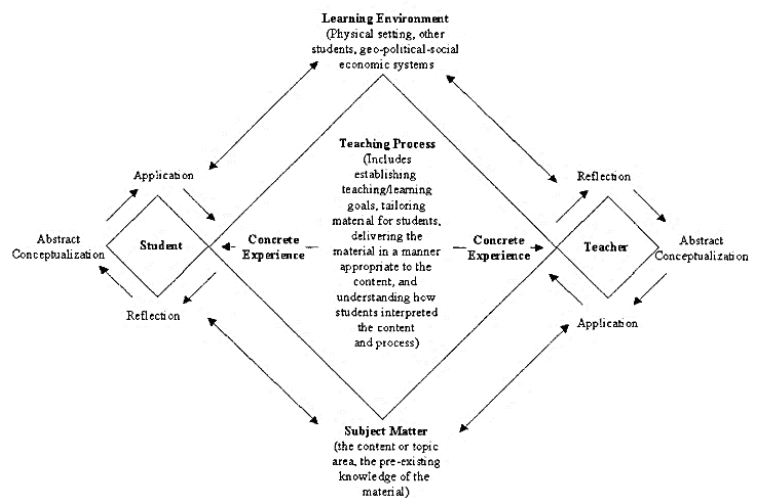 Learning Environment
(Physical setting, other
students, geo-political-social
economic systems
Teaching Process
(Includes
establishing
teaching/learning
goals, tailoring
material for students,
delivering the
material in a manner
appropriate to the
content, and
understanding how
students interpreted
the content
and process)
Application
Abstract
Conceptualization
Student
Reflection
Concrete
Experience
Concrete
Experience
Reflection
Teacher
Abstract
Conceptualization
Application
Subject Matter
(the content or topic
area, the pre-existing
knowledge of the
material)